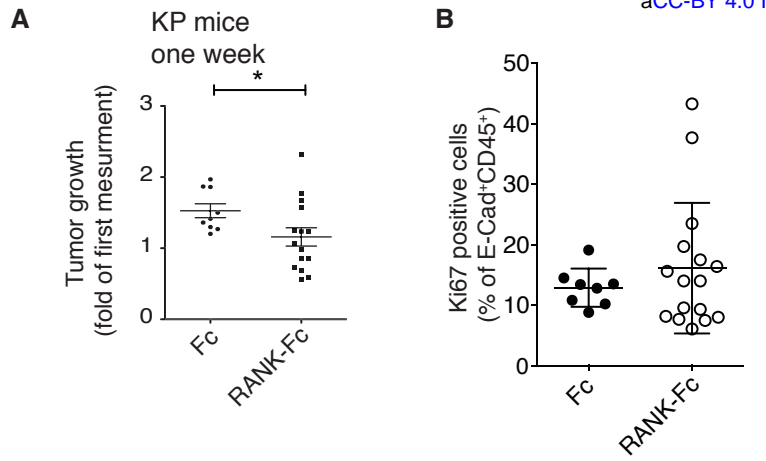 aCC-BY 4.0 I
A
KP mice
one week
*
Tumor growth
(fold of first mesurment)
3
2
1
0
Fc
RANK-Fc
B
Ki67 positive cells
(% of E-Cad⁺CD45⁺)
50
40
30
20
10
0
Fc
RANK-Fc